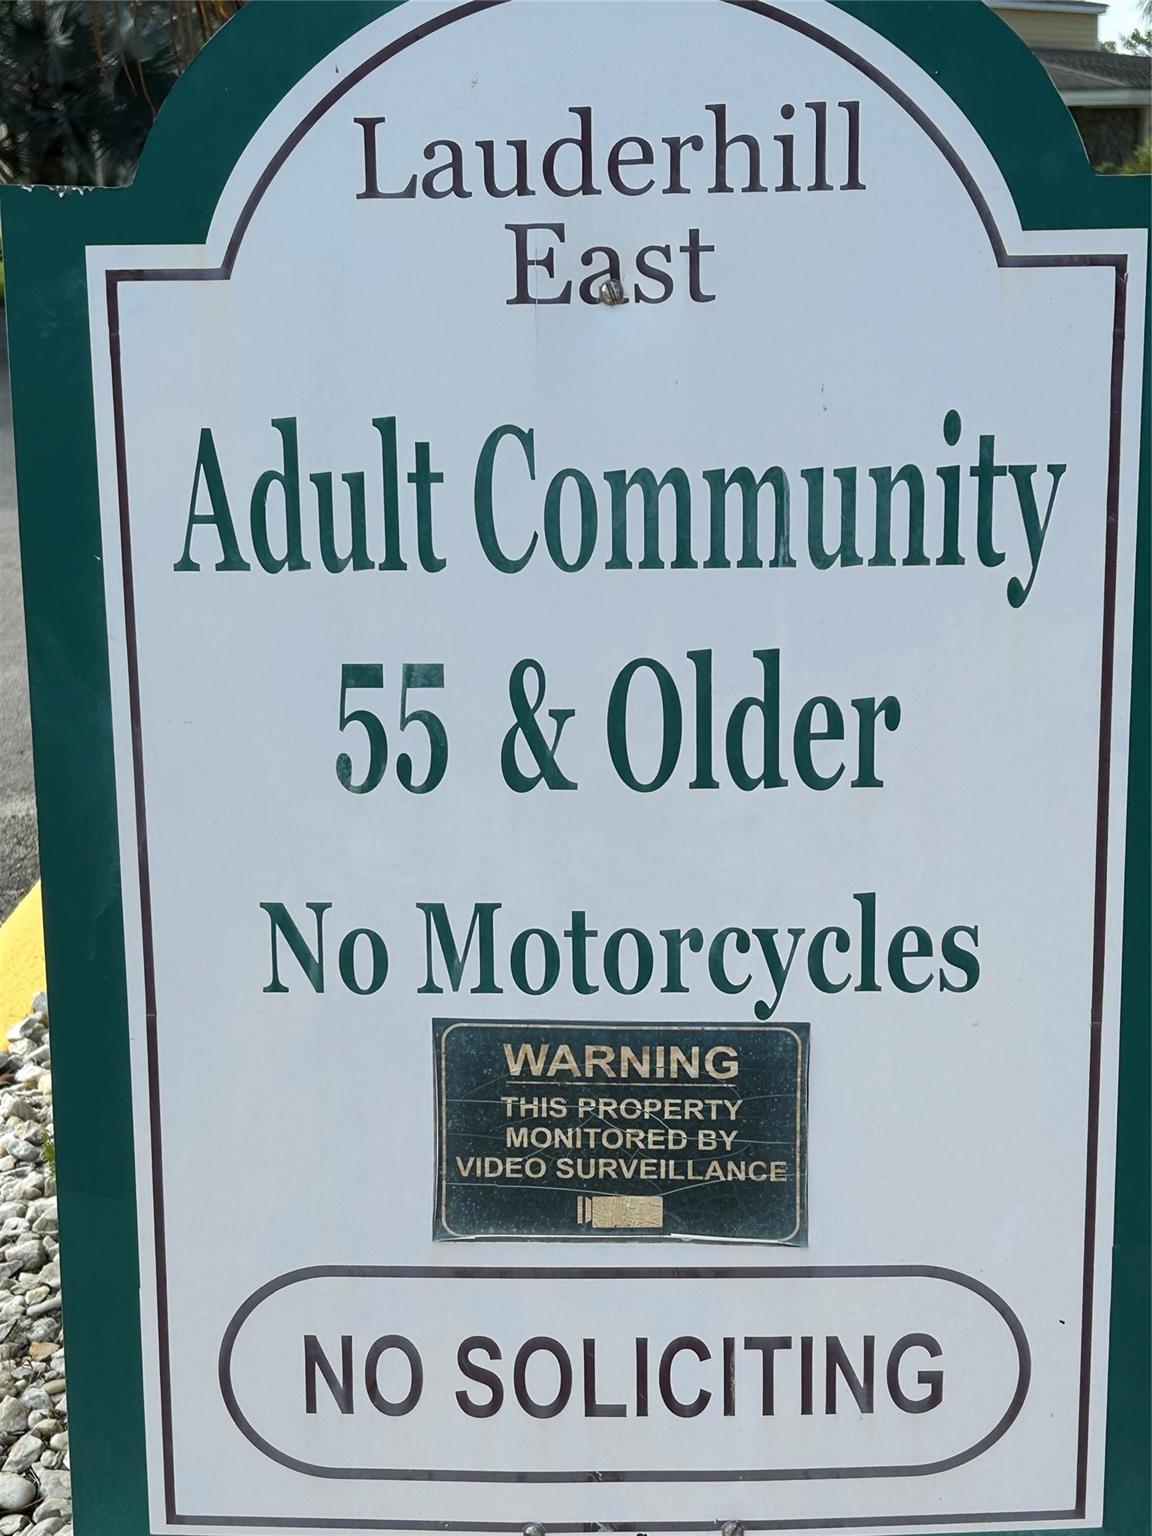 Lauderhill
East
Adult Community
55 & Older
No Motorcycles
WARNING
THIS PROPERTY
MONITORED BY
VIDEO SURVEILLANCE
NO SOLICITING